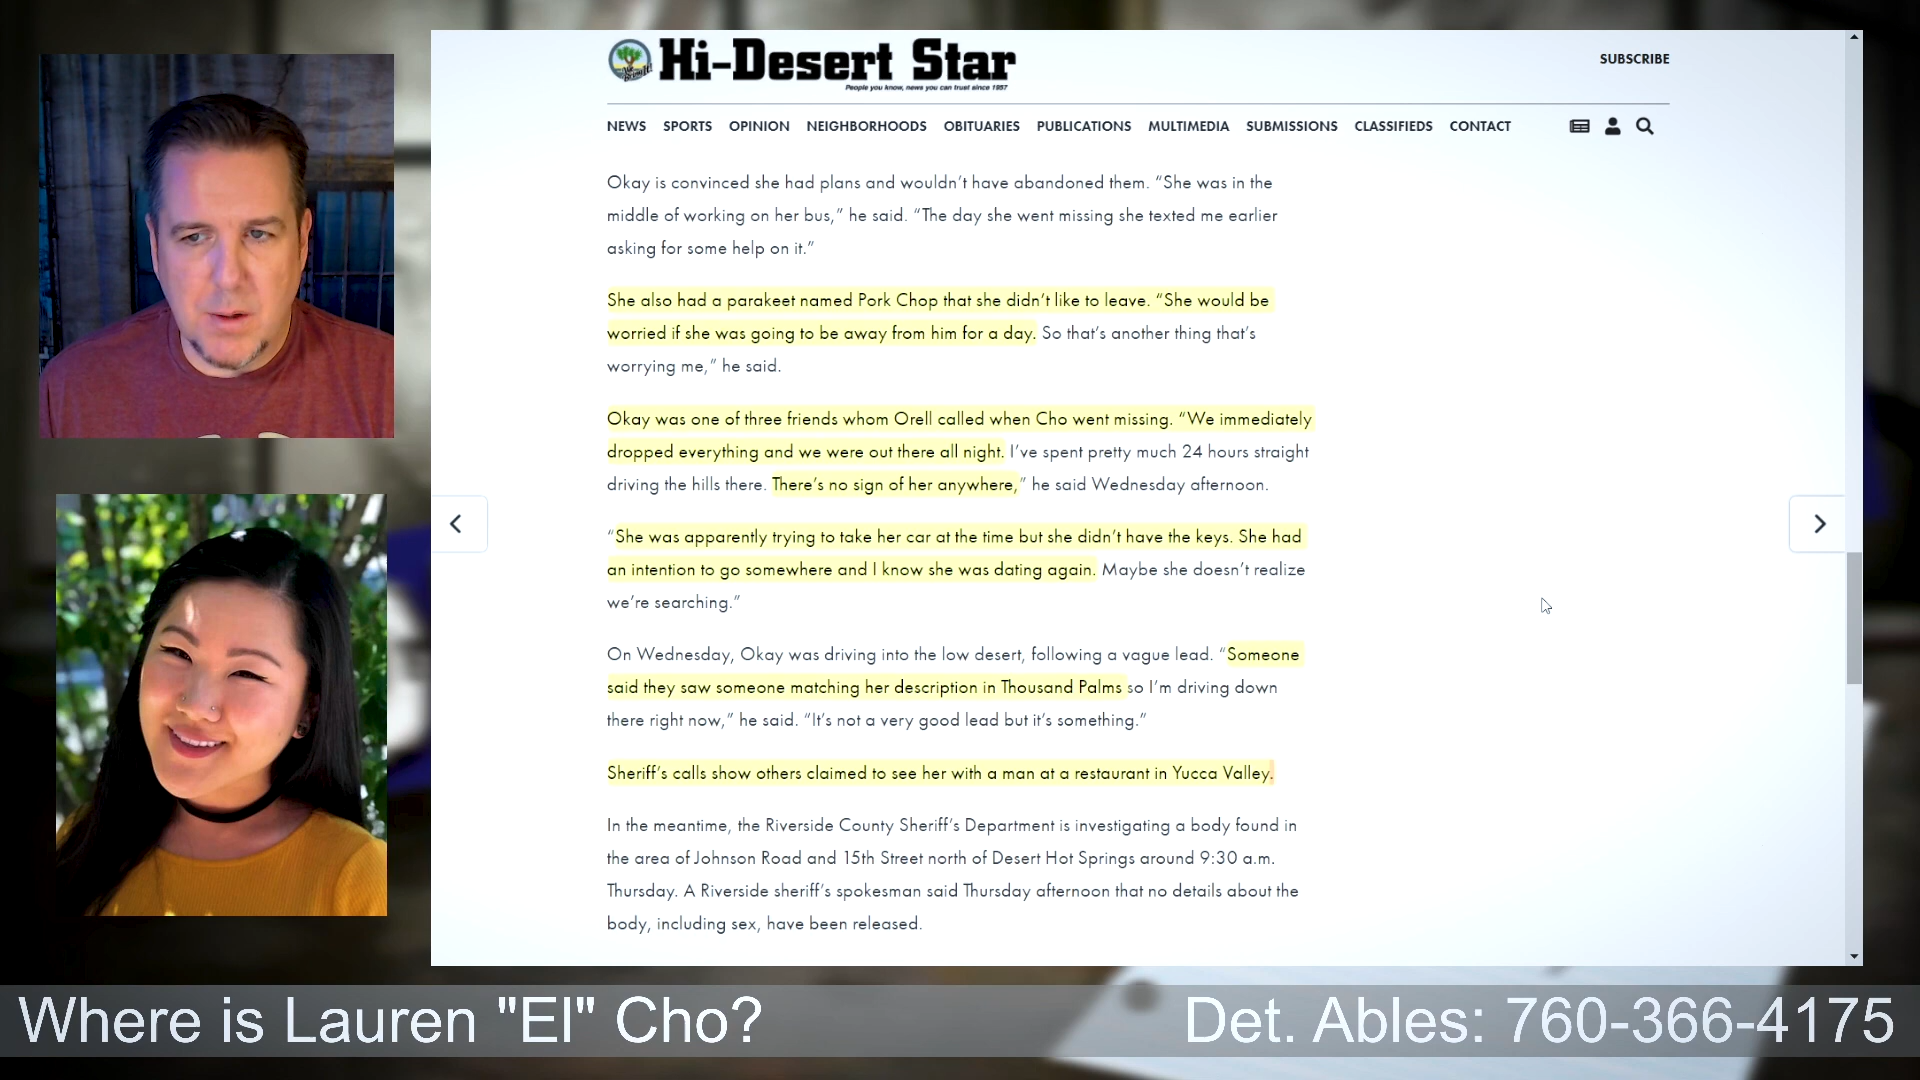 Hi-Desert Star
People you know, news you can trust since 1957
SUBSCRIBE
NEWS SPORTS OPINION NEIGHBORHOODS OBITUARIES PUBLICATIONS MULTIMEDIA SUBMISSIONS CLASSIFIEDS CONTACT
Okay is convinced she had plans and wouldn’t have abandoned them. “She was in the
middle of working on her bus,” he said. “The day she went missing she texted me earlier
asking for some help on it.”
She also had a parakeet named Pork Chop that she didn’t like to leave. “She would be
worried if she was going to be away from him for a day. So that’s another thing that’s
worrying me,” he said.
Okay was one of three friends whom Orell called when Cho went missing. “We immediately
dropped everything and we were out there all night. I’ve spent pretty much 24 hours straight
driving the hills there. There’s no sign of her anywhere,” he said Wednesday afternoon.
“She was apparently trying to take her car at the time but she didn’t have the keys. She had
an intention to go somewhere and I know she was dating again. Maybe she doesn’t realize
we’re searching.”
On Wednesday, Okay was driving into the low desert, following a vague lead. “Someone
said they saw someone matching her description in Thousand Palms so I’m driving down
there right now,” he said. “It’s not a very good lead but it’s something.”
Sheriff’s calls show others claimed to see her with a man at a restaurant in Yucca Valley.
In the meantime, the Riverside County Sheriff’s Department is investigating a body found in
the area of Johnson Road and 15th Street north of Desert Hot Springs around 9:30 a.m.
Thursday. A Riverside sheriff’s spokesman said Thursday afternoon that no details about the
body, including sex, have been released.
Where is Lauren "El" Cho?
Det. Ables: 760-366-4175